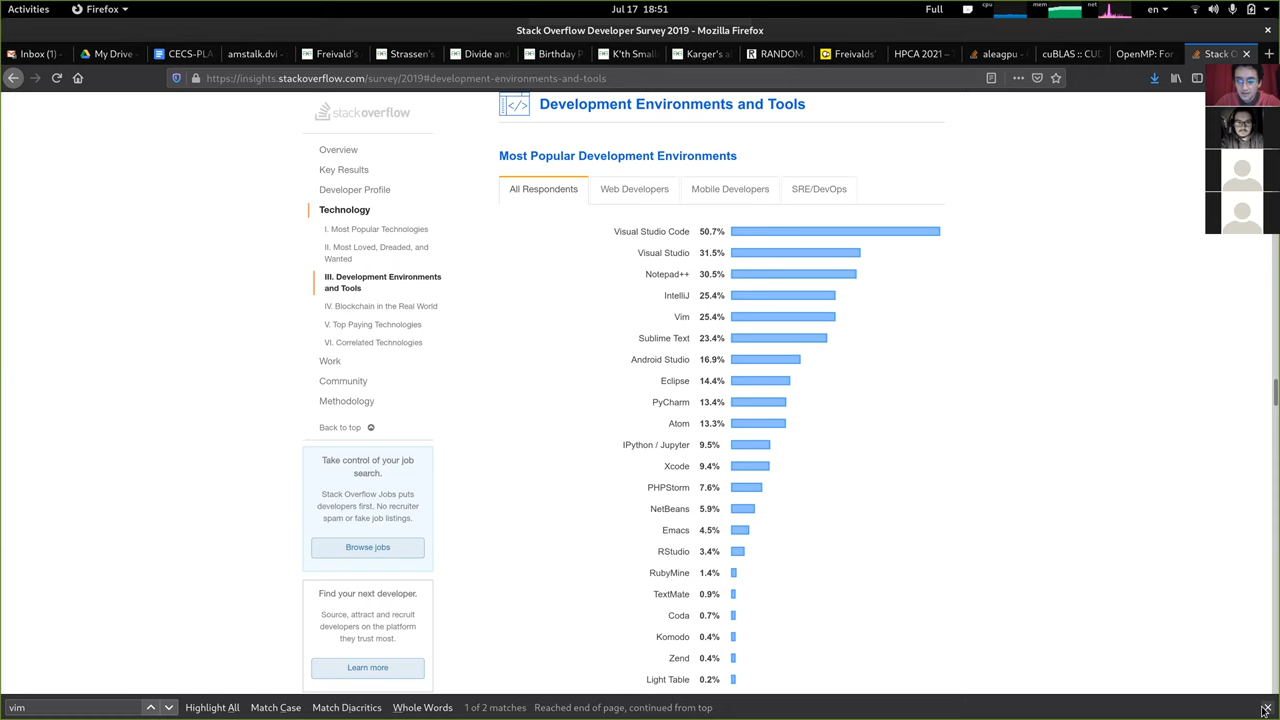 Activities Firefox Jul 17 18:51 Full cpu mem net en
Stack Overflow Developer Survey 2019 - Mozilla Firefox
Inbox (1) - My Drive - CECS-PLA amstalk.dvi - Freivald's Strassen's Divide and Birthday P K'th Small Karger's a RANDOM. Freivalds' HPCA 2021 — aleagpu — cuBLAS :: CUD OpenMP: For Stack O
https://insights.stackoverflow.com/survey/2019#development-environments-and-tools
stackoverflow
Overview
Key Results
Developer Profile
Technology
I. Most Popular Technologies
II. Most Loved, Dreaded, and
Wanted
III. Development Environments
and Tools
IV. Blockchain in the Real World
V. Top Paying Technologies
VI. Correlated Technologies
Work
Community
Methodology
Back to top
Take control of your job
search.
Stack Overflow Jobs puts
developers first. No recruiter
spam or fake job listings.
Browse jobs
Find your next developer.
Source, attract and recruit
developers on the platform
they trust most.
Learn more
</> Development Environments and Tools
Most Popular Development Environments
All Respondents Web Developers Mobile Developers SRE/DevOps
Visual Studio Code 50.7%
Visual Studio 31.5%
Notepad++ 30.5%
IntelliJ 25.4%
Vim 25.4%
Sublime Text 23.4%
Android Studio 16.9%
Eclipse 14.4%
PyCharm 13.4%
Atom 13.3%
IPython / Jupyter 9.5%
Xcode 9.4%
PHPStorm 7.6%
NetBeans 5.9%
Emacs 4.5%
RStudio 3.4%
RubyMine 1.4%
TextMate 0.9%
Coda 0.7%
Komodo 0.4%
Zend 0.4%
Light Table 0.2%
vim Highlight All Match Case Match Diacritics Whole Words 1 of 2 matches Reached end of page, continued from top